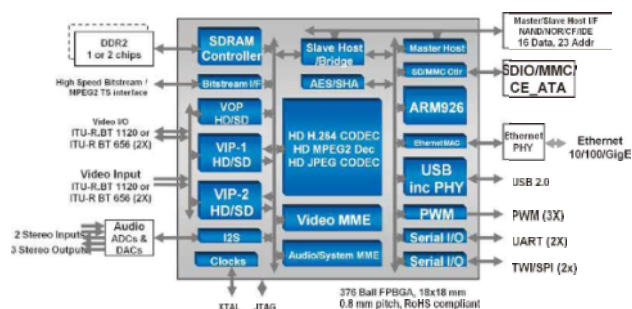 DDR2
1 or 2 chips
High Speed Bitstream /
MPEG2 TS interface
Video I/O
ITU-R.BT 1120 or
ITU-R BT 656 (2X)
Video Input
ITU-R.BT 1120 or
ITU-R BT 656 (2X)
2 Stereo Inputs
3 Stereo Outputs
Audio
ADCs &
DACs
SDRAM
Controller
Bitstream I/F
VOP
HD/SD
VIP-1
HD/SD
VIP-2
HD/SD
I2S
Clocks
XTAL
JTAG
Slave Host
/Bridge
AES/SHA
HD H.264 CODEC
HD MPEG2 Dec
HD JPEG CODEC
Video MME
Audio/System MME
Master Host
SD/MMC Ctlr
ARM926
Ethernet MAC
USB
inc PHY
PWM
Serial I/O
Serial I/O
Master/Slave Host I/F
NAND/NOR/CF/IDE
16 Data, 23 Addr
SDIO/MMC/
CE_ATA
Ethernet
PHY
Ethernet
10/100/GigE
USB 2.0
PWM (3X)
UART (2X)
TWI/SPI (2x)
376 Ball FPBGA, 18x18 mm
0.8 mm pitch, RoHS compliant